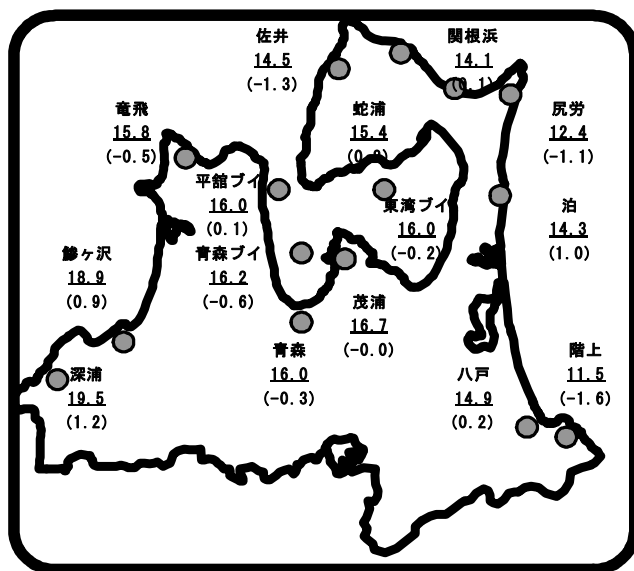 佐井
14.5
(-1.3)
関根浜
14.1
(0.1)
竜飛
15.8
(-0.5)
蛇浦
15.4
尻労
12.4
(-1.1)
平舘ブイ
16.0
(0.1)
東湾ブイ
16.0
(-0.2)
泊
14.3
(1.0)
鰺ヶ沢
18.9
(0.9)
青森ブイ
16.2
(-0.6)
茂浦
16.7
(-0.0)
深浦
19.5
(1.2)
青森
16.0
(-0.3)
八戸
14.9
(0.2)
階上
11.5
(-1.6)